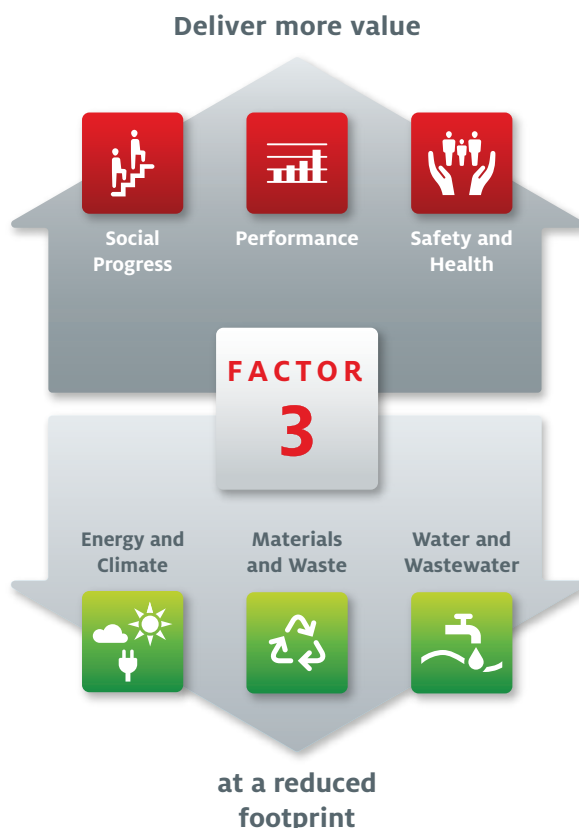 Deliver more value
Social
Progress
Performance
Safety and
Health
FACTOR
3
Energy and
Climate
Materials
and Waste
Water and
Wastewater
at a reduced
footprint